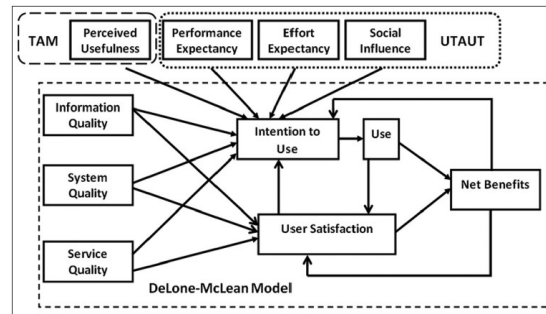 TAM
Perceived
Usefulness
Performance
Expectancy
Effort
Expectancy
Social
Influence
UTAUT
Information
Quality
Intention to
Use
Use
System
Quality
Net Benefits
User Satisfaction
Service
Quality
DeLone-McLean Model